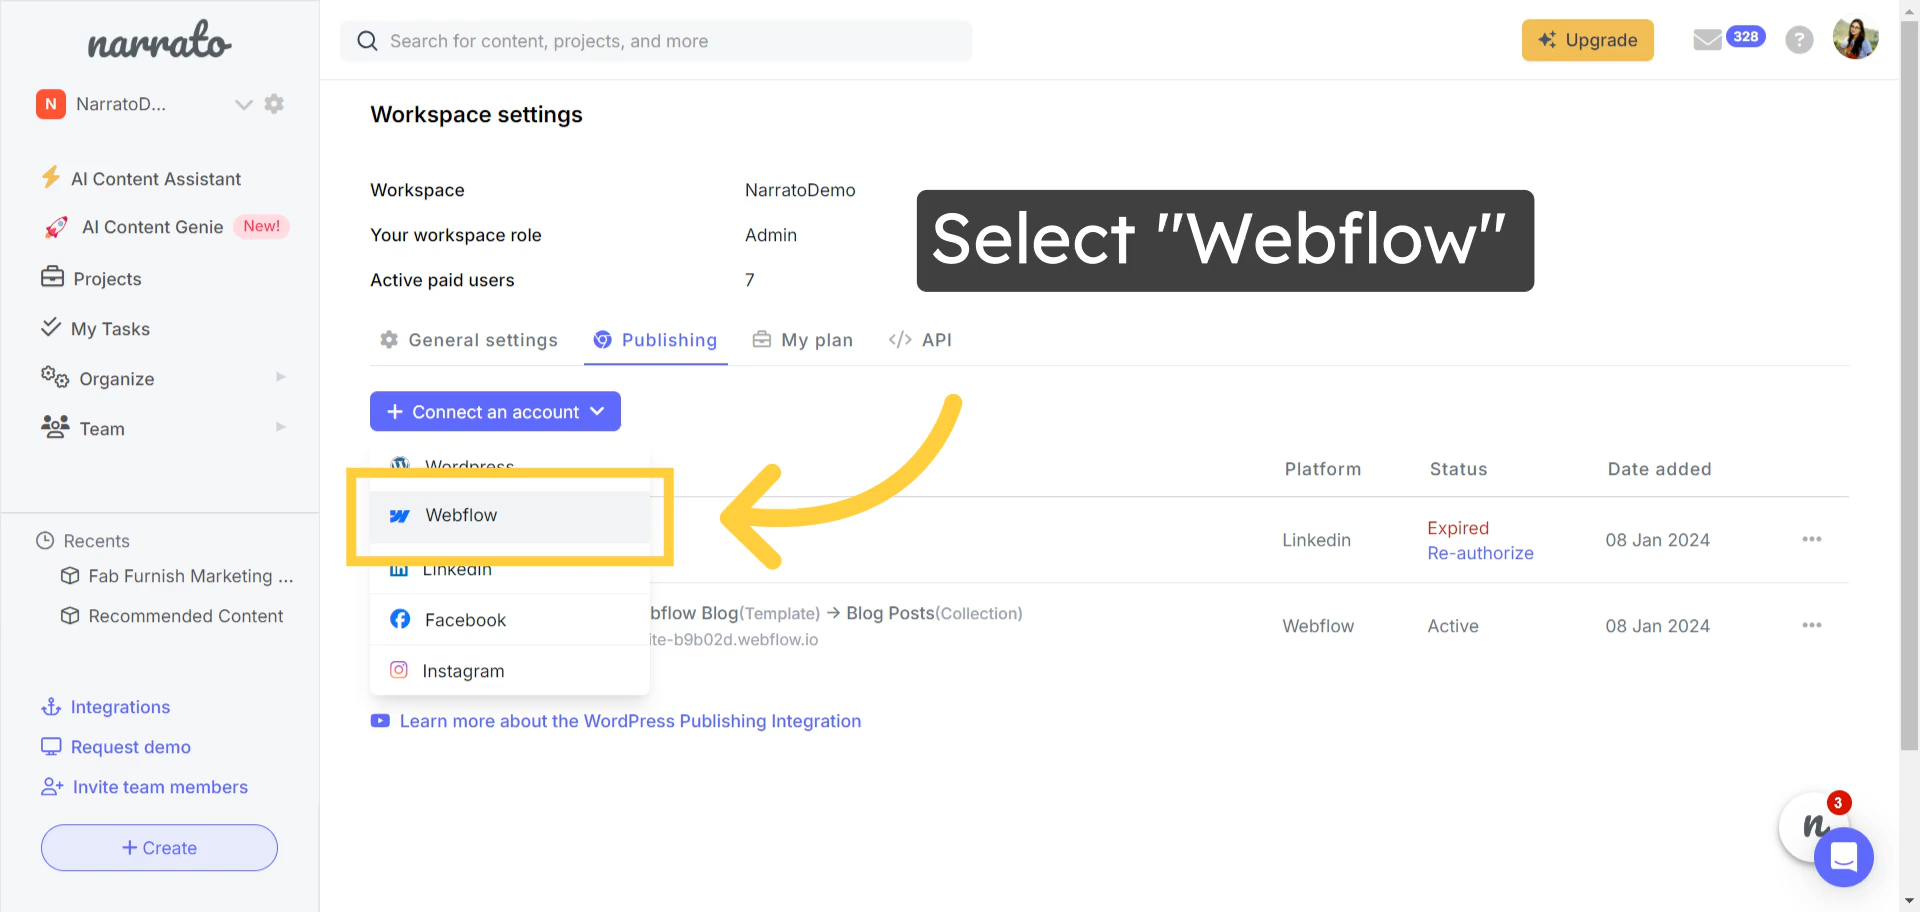 narrato
Search for content, projects, and more
Upgrade
328
?
N NarratoD...
Workspace settings
AI Content Assistant
AI Content Genie New!
Projects
My Tasks
Organize
Team
Workspace NarratoDemo
Your workspace role Admin
Active paid users 7
Select "Webflow"
General settings Publishing My plan </> API
+ Connect an account
Wordpress
Webflow
LinkedIn
Facebook
Instagram
Platform Status Date added
Linkedin Expired 08 Jan 2024 •••
Re-authorize
bflow Blog(Template) → Blog Posts(Collection)
ite-b9b02d.webflow.io
Webflow Active 08 Jan 2024 •••
Learn more about the WordPress Publishing Integration
Recents
Fab Furnish Marketing ...
Recommended Content
Integrations
Request demo
Invite team members
+ Create
n
3